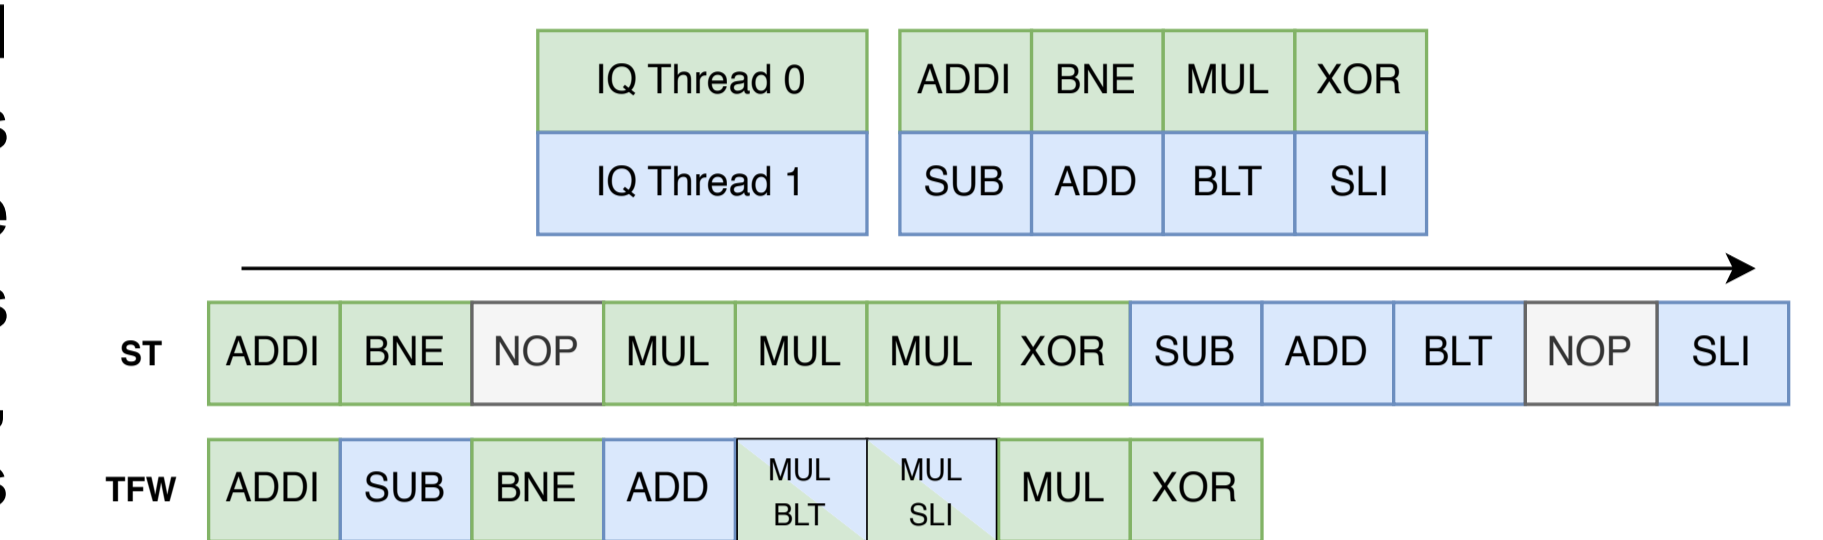 IQ Thread 0 ADDI BNE MUL XOR
IQ Thread 1 SUB ADD BLT SLI
ST ADDI BNE NOP MUL MUL MUL XOR SUB ADD BLT NOP SLI
TFW ADDI SUB BNE ADD MUL BLT MUL SLI MUL XOR